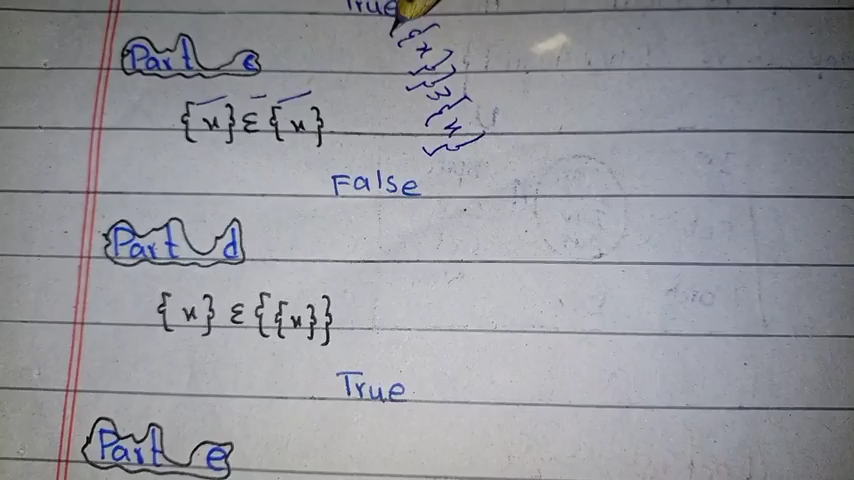 True
Part c
{x} ε {x}
False
Part d
{x} ε {{x}}
True
Part e